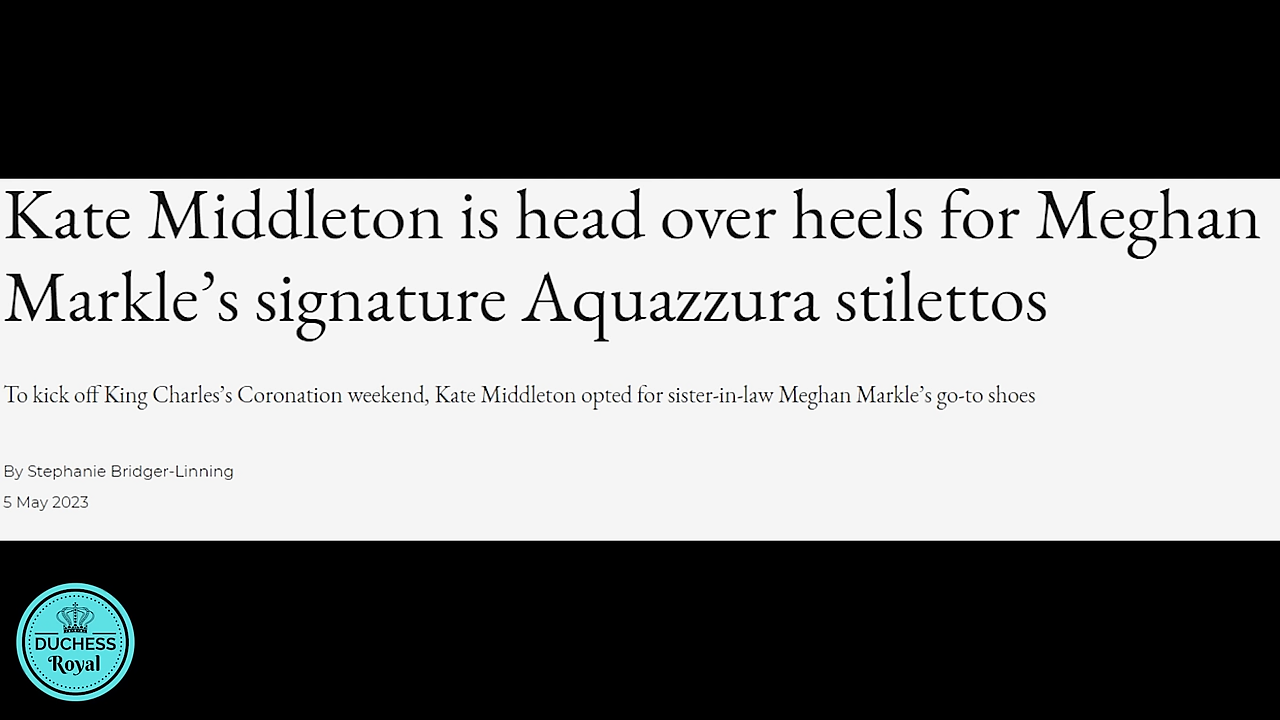 Kate Middleton is head over heels for Meghan
Markle’s signature Aquazzura stilettos
To kick off King Charles’s Coronation weekend, Kate Middleton opted for sister-in-law Meghan Markle’s go-to shoes
By Stephanie Bridger-Linning
5 May 2023
DUCHESS
Royal